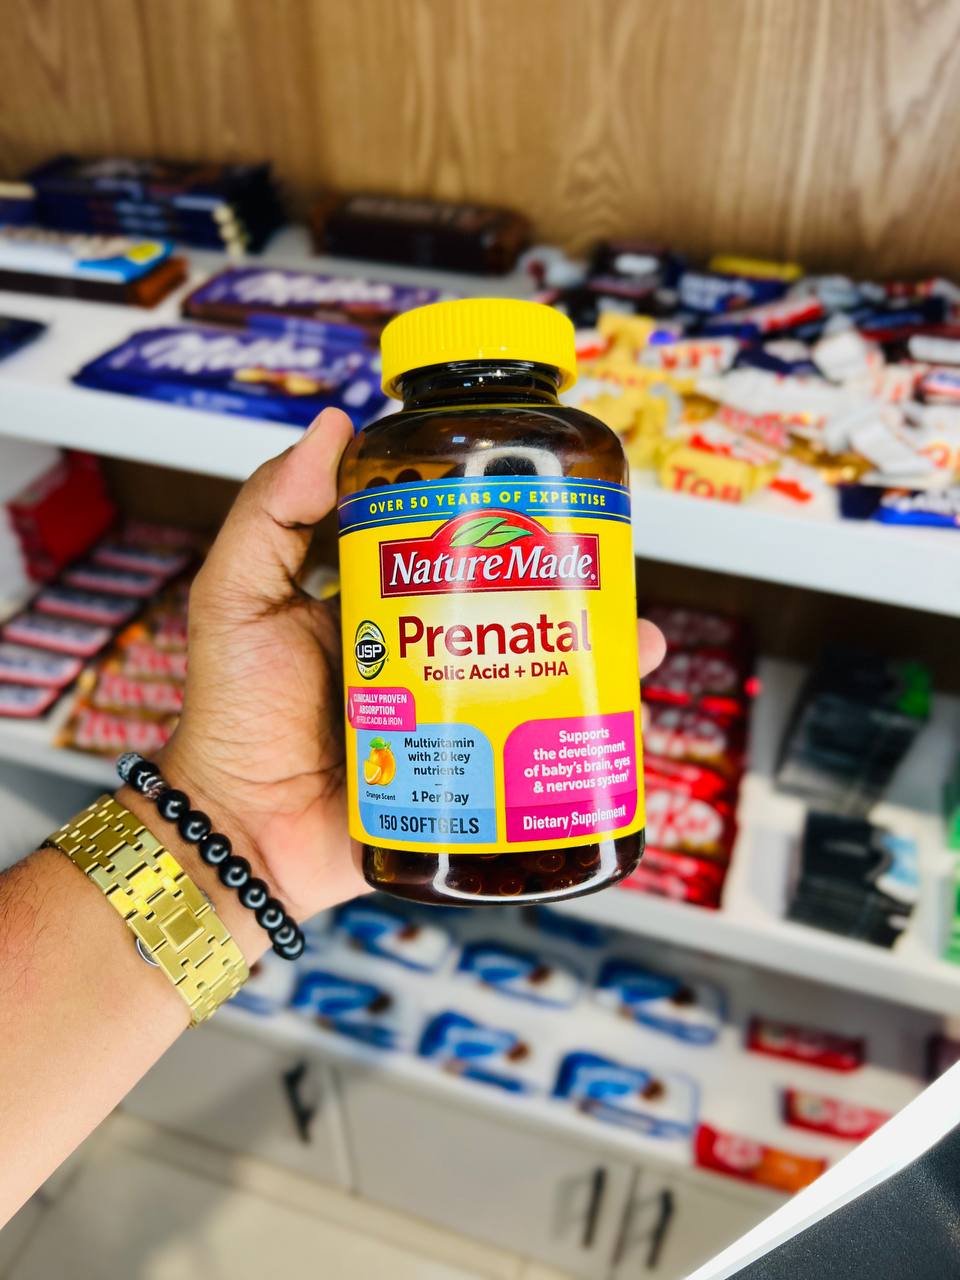 Milka
Milka
Toll
OVER 50 YEARS OF EXPERTISE
Nature Made®
Prenatal
Folic Acid + DHA
USP
CLINICALLY PROVEN
ABSORPTION
OF FOLIC ACID & IRON
Multivitamin
with 20 key
nutrients
Orange Scent
1 Per Day
150 SOFTGELS
Supports
the development
of baby's brain, eyes
& nervous system†
Dietary Supplement
KitKat